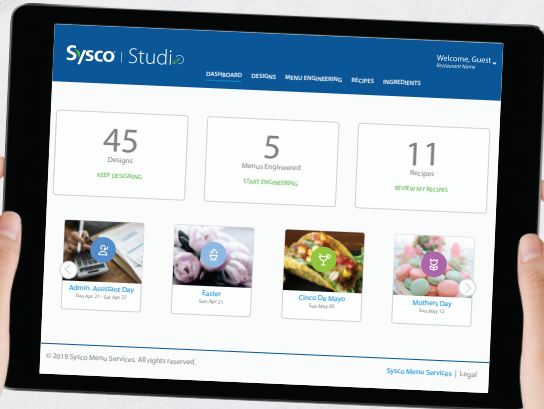 Sysco | Studio
Welcome, Guest
Restaurant Name
DASHBOARD DESIGNS MENU ENGINEERING RECIPES INGREDIENTS
45
Designs
KEEP DESIGNING
5
Menus Engineered
START ENGINEERING
11
Recipes
REVIEW MY RECIPES
Admin. Assistant Day
Sun Apr 21 - Sat Apr 27
Easter
Sun Apr 21
Cinco De Mayo
Sun May 05
Mothers Day
Sun May 12
© 2019 Sysco Menu Services. All rights reserved.
Sysco Menu Services | Legal